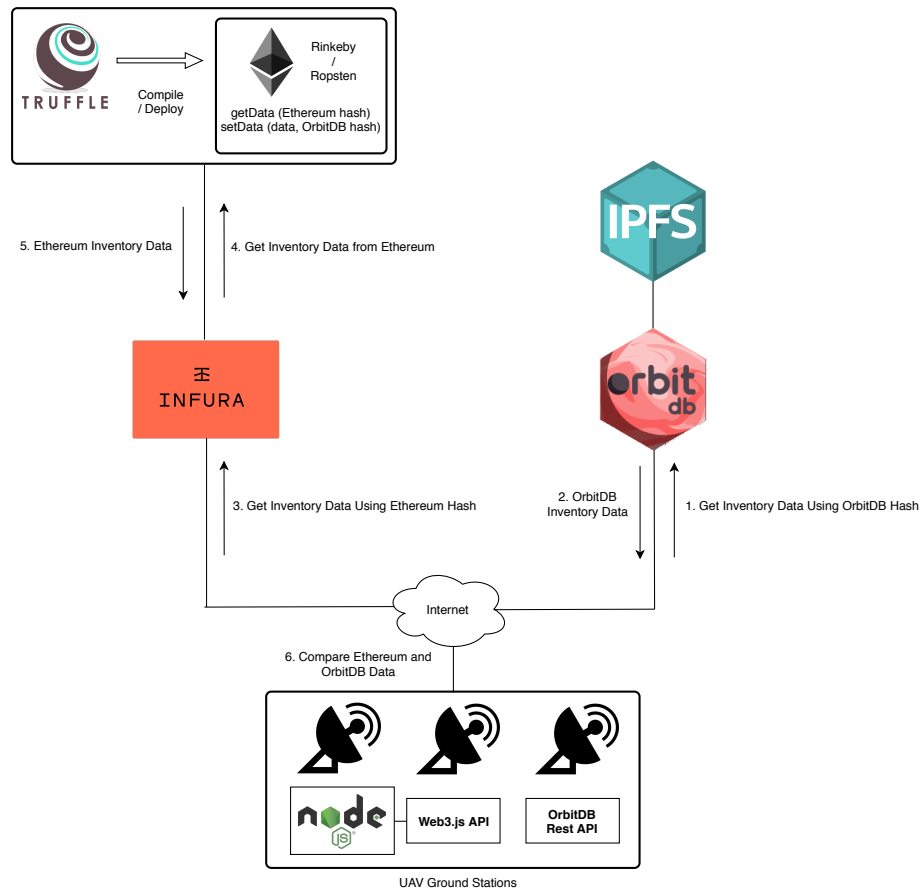 TRUFFLE
Compile
/ Deploy
Rinkeby
/
Ropsten
getData (Ethereum hash)
setData (data, OrbitDB hash)
5. Ethereum Inventory Data
4. Get Inventory Data from Ethereum
IPFS
INFURA
orbit
db
3. Get Inventory Data Using Ethereum Hash
2. OrbitDB
Inventory Data
1. Get Inventory Data Using OrbitDB Hash
Internet
6. Compare Ethereum and
OrbitDB Data
node
JS®
Web3.js API
OrbitDB
Rest API
UAV Ground Stations